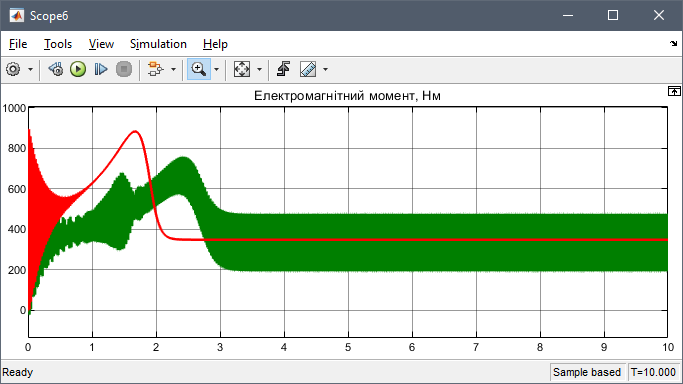 Scope6
File Tools View Simulation Help
Електромагнітний момент, Нм
1000
800
600
400
200
0
0 1 2 3 4 5 6 7 8 9 10
Ready Sample based T=10.000